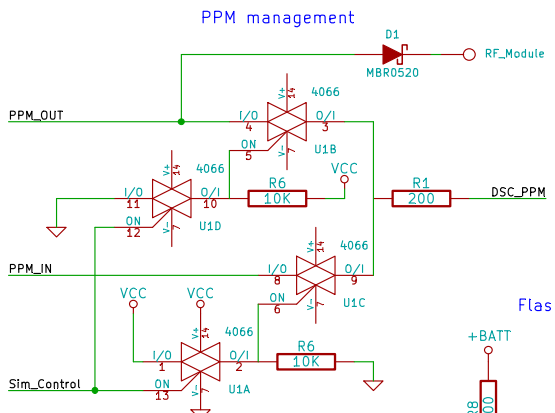 PPM management
D1
RF_Module
MBR0520
4066
V+
14
PPM_OUT
I/O
O/I
4
3
ON
5
V-
7
U1B
VCC
4066
V+
14
R6
10K
R1
200
DSC_PPM
I/O
O/I
11
10
ON
12
V-
7
U1D
4066
V+
14
PPM_IN
I/O
O/I
8
9
ON
6
V-
7
U1C
VCC
VCC
Flas
4066
V+
14
R6
10K
+BATT
I/O
O/I
1
2
Sim_Control
ON
13
V-
7
U1A